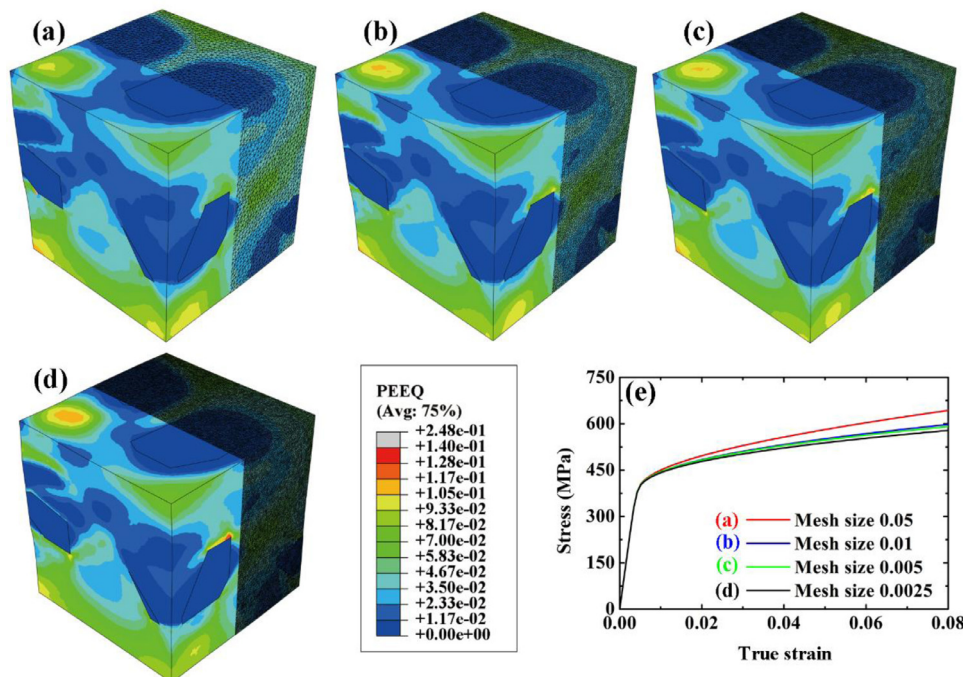 (a)
(b)
(c)
(d)
PEEQ
(Avg: 75%)
+2.48e-01
+1.40e-01
+1.28e-01
+1.17e-01
+1.05e-01
+9.33e-02
+8.17e-02
+7.00e-02
+5.83e-02
+4.67e-02
+3.50e-02
+2.33e-02
+1.17e-02
+0.00e+00
(e)
750
600
450
300
150
0
Stress (MPa)
(a) Mesh size 0.05
(b) Mesh size 0.01
(c) Mesh size 0.005
(d) Mesh size 0.0025
0.00 0.02 0.04 0.06 0.08
True strain